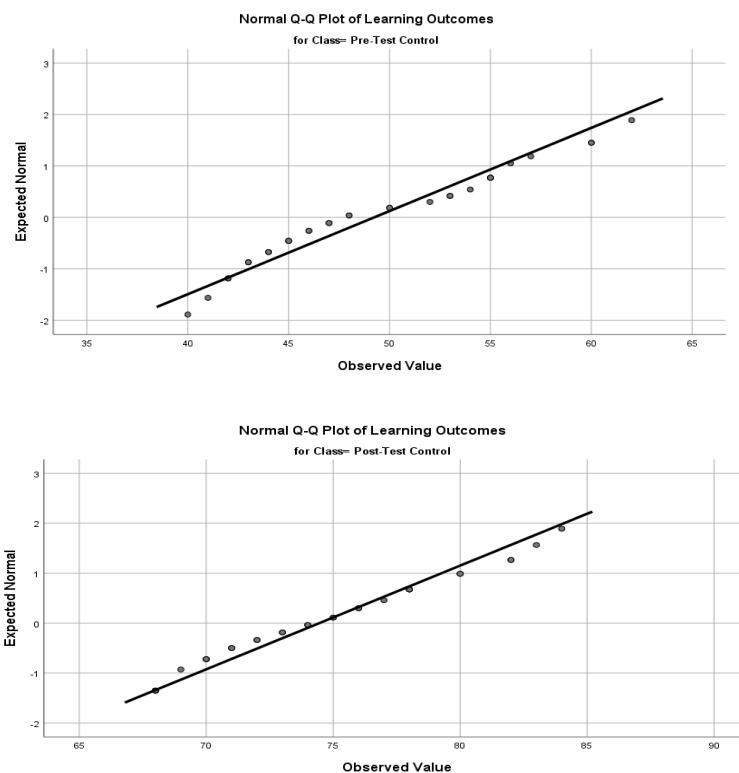 Normal Q-Q Plot of Learning Outcomes
for Class= Pre-Test Control
Expected Normal
3
2
1
0
-1
-2
35 40 45 50 55 60 65
Observed Value
Normal Q-Q Plot of Learning Outcomes
for Class= Post-Test Control
Expected Normal
3
2
1
0
-1
-2
65 70 75 80 85 90
Observed Value